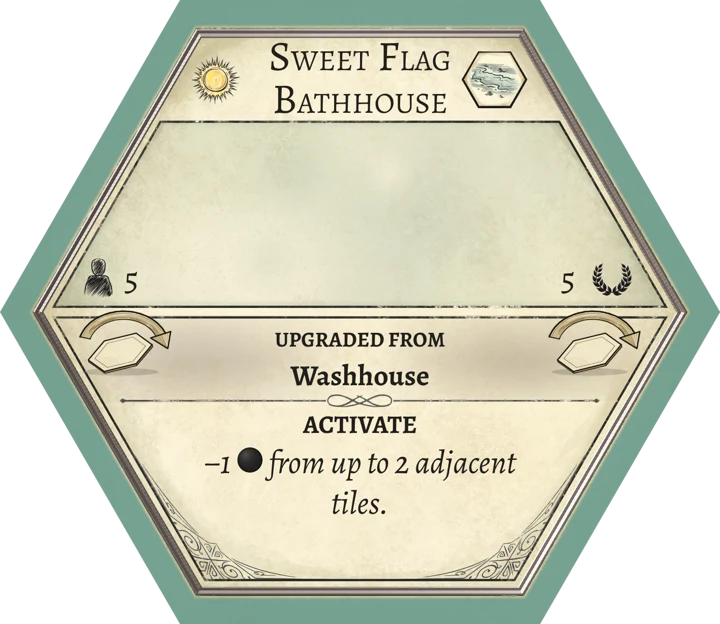 Sweet Flag
Bathhouse
5
5
UPGRADED FROM
Washhouse
ACTIVATE
–1 from up to 2 adjacent
tiles.